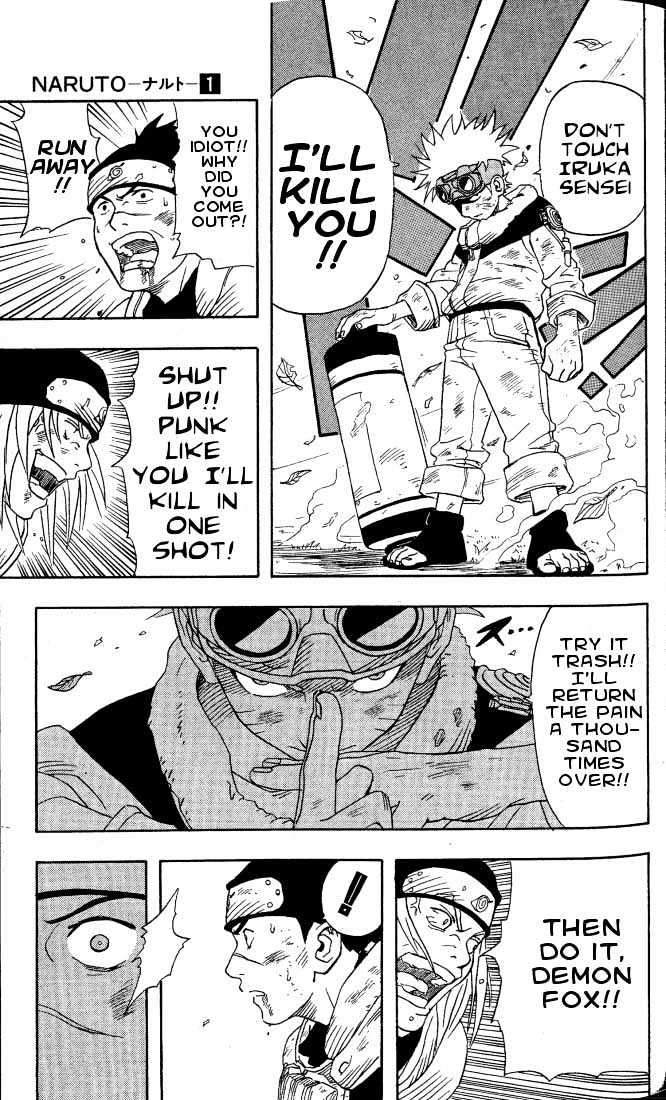 NARUTO—ナルト—1
DON'T
TOUCH
IRUKA
SENSEI
I'LL
KILL
YOU
!!
YOU
IDIOT!!
WHY
DID
YOU
COME
OUT?!
RUN
AWAY
!!
SHUT
UP!!
PUNK
LIKE
YOU I'LL
KILL IN
ONE
SHOT!
ス…
TRY IT
TRASH!!
I'LL
RETURN
THE PAIN
A THOU-
SAND
TIMES
OVER!!
THEN
DO IT,
DEMON
FOX!!
!